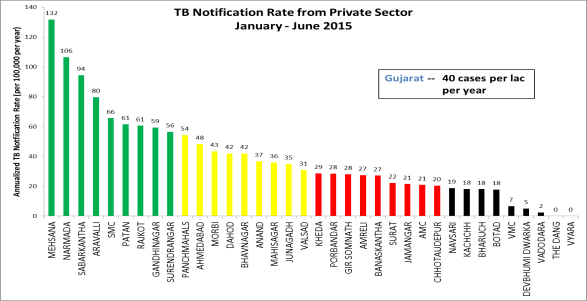 TB Notification Rate from Private Sector
January - June 2015
Annualized TB Notification Rate (per 100,000 per year)
140
120
100
80
60
40
20
0
Gujarat -- 40 cases per lac
per year
132
106
94
80
66
61
61
59
56
54
48
43
42
42
37
36
35
31
29
28
28
27
27
22
21
21
20
19
18
18
18
7
5
2
0
0
MEHSANA
NARMADA
SABARKANTHA
ARAVALLI
SMC
PATAN
RAJKOT
GANDHINAGAR
SURENDRANGAR
PANCHMAHALS
AHMEDABAD
MORBI
DAHOD
BHAVNAGAR
ANAND
MAHISAGAR
JUNAGADH
VALSAD
KHEDA
PORBANDAR
GIR SOMNATH
AMRELI
BANASKANTHA
SURAT
JAMANGAR
AMC
CHHOTAUDEPUR
NAVSARI
KACHCHH
BHARUCH
BOTAD
VMC
DEVBHUMI DWARKA
VADODARA
THE DANG
VYARA